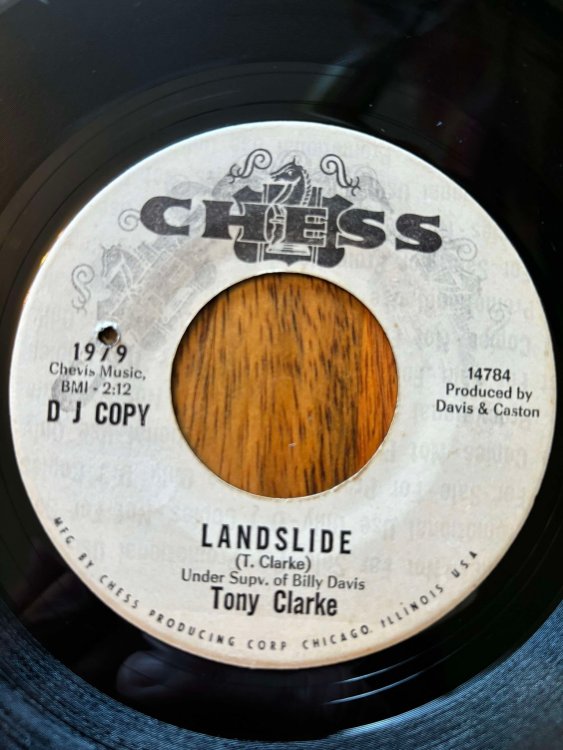 CHESS
1979
Chevis Music,
BMI - 2:12
D J COPY
14784
Produced by
Davis & Caston
LANDSLIDE
(T. Clarke)
Under Supv. of Billy Davis
Tony Clarke
MFG. BY CHESS PRODUCING CORP CHICAGO, ILLINOIS U.S.A